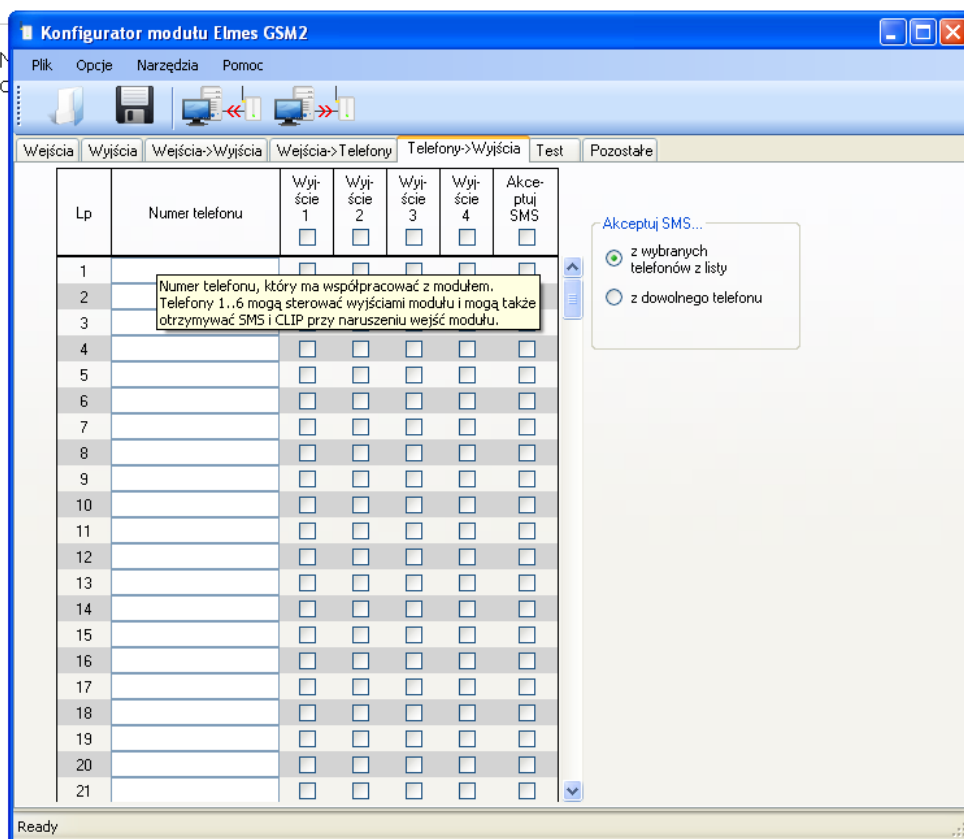 Konfigurator modułu Elmes GSM2
Plik Opcje Narzędzia Pomoc
Wejścia Wyjścia Wejścia->Wyjścia Wejścia->Telefony Telefony->Wyjścia Test Pozostałe
Lp
Numer telefonu
Wyj-
ście
1
Wyj-
ście
2
Wyj-
ście
3
Wyj-
ście
4
Akce-
ptuj
SMS
Akceptuj SMS...
z wybranych
telefonów z listy
z dowolnego telefonu
Numer telefonu, który ma współpracować z modułem.
Telefony 1..6 mogą sterować wyjściami modułu i mogą także
otrzymywać SMS i CLIP przy naruszeniu wejść modułu.
1
2
3
4
5
6
7
8
9
10
11
12
13
14
15
16
17
18
19
20
21
Ready